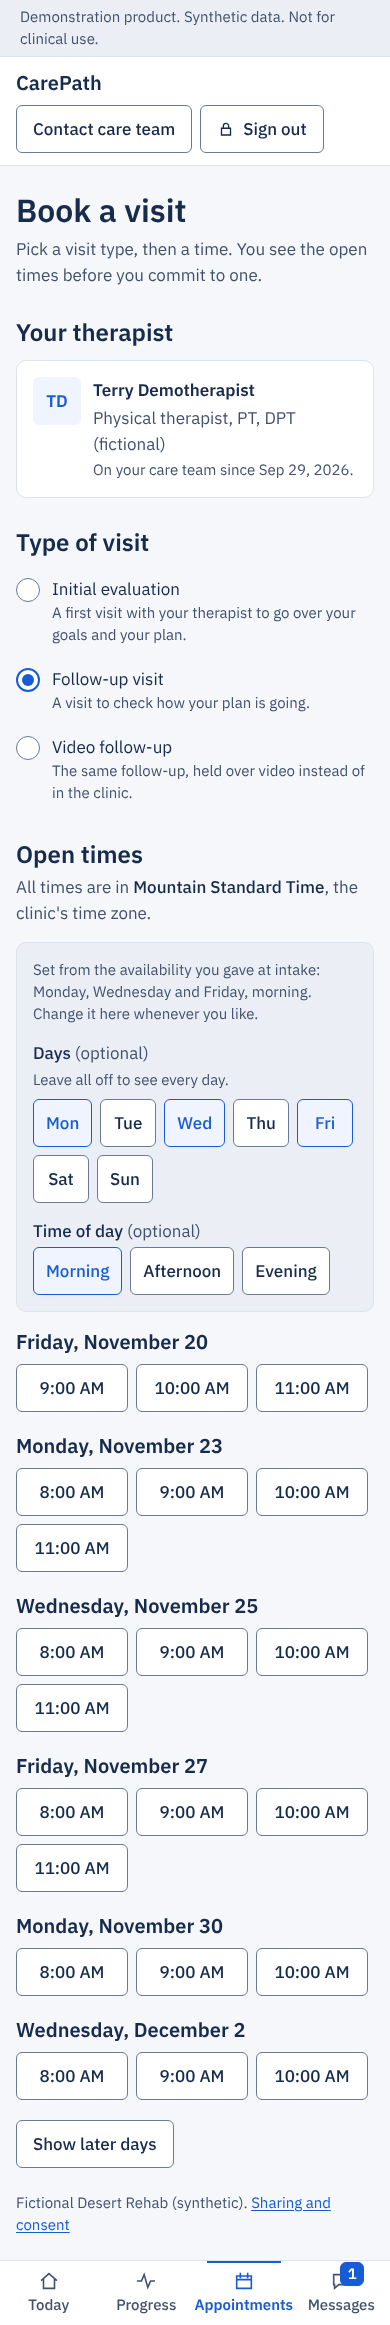 Demonstration product. Synthetic data. Not for
clinical use.
CarePath
Contact care team
Sign out
Book a visit
Pick a visit type, then a time. You see the open
times before you commit to one.
Your therapist
TD
Terry Demotherapist
Physical therapist, PT, DPT
(fictional)
On your care team since Sep 29, 2026.
Type of visit
Initial evaluation
A first visit with your therapist to go over your
goals and your plan.
Follow-up visit
A visit to check how your plan is going.
Video follow-up
The same follow-up, held over video instead of
in the clinic.
Open times
All times are in Mountain Standard Time, the
clinic's time zone.
Set from the availability you gave at intake:
Monday, Wednesday and Friday, morning.
Change it here whenever you like.
Days (optional)
Leave all off to see every day.
Mon Tue Wed Thu Fri
Sat Sun
Time of day (optional)
Morning Afternoon Evening
Friday, November 20
9:00 AM 10:00 AM 11:00 AM
Monday, November 23
8:00 AM 9:00 AM 10:00 AM
11:00 AM
Wednesday, November 25
8:00 AM 9:00 AM 10:00 AM
11:00 AM
Friday, November 27
8:00 AM 9:00 AM 10:00 AM
11:00 AM
Monday, November 30
8:00 AM 9:00 AM 10:00 AM
Wednesday, December 2
8:00 AM 9:00 AM 10:00 AM
Show later days
Fictional Desert Rehab (synthetic). Sharing and
consent
1
Today Progress Appointments Messages